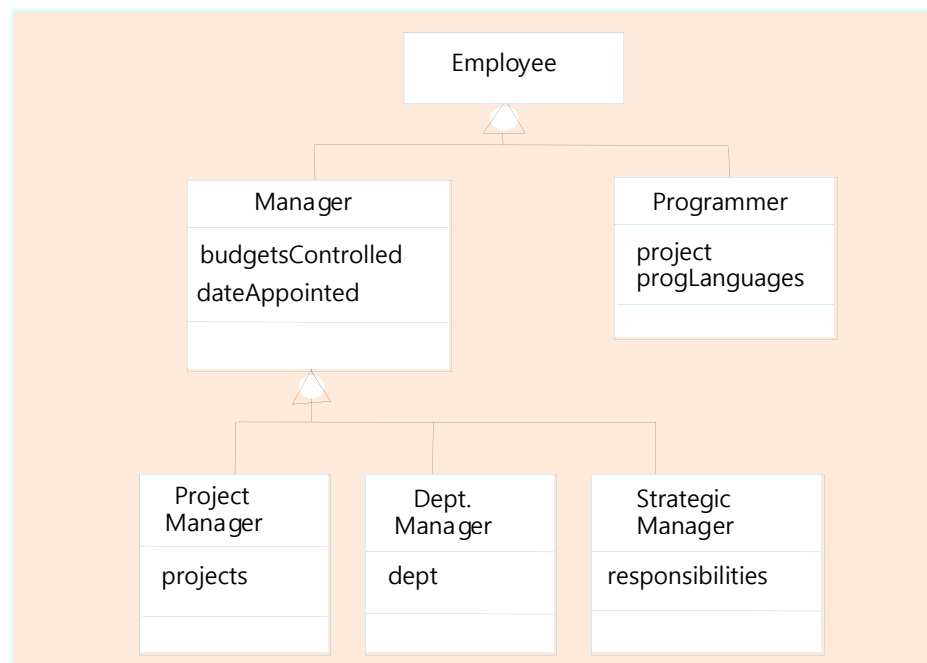 Employee
Manager
budgetsControlled
dateAppointed
Programmer
project
progLanguages
Project
Manager
projects
Dept.
Manager
dept
Strategic
Manager
responsibilities